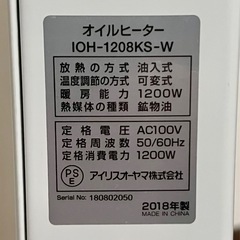 オイルヒーター
IOH-1208KS-W
放熱の方式 油入式
温度調節の方式 可変式
暖房能力 1200W
熱媒体の種類 鉱物油
定格電圧 AC100V
定格周波数 50/60Hz
定格消費電力 1200W
PS
E
アイリスオーヤマ株式会社
Serial No: 180802050
2018年製
MADE IN CHINA